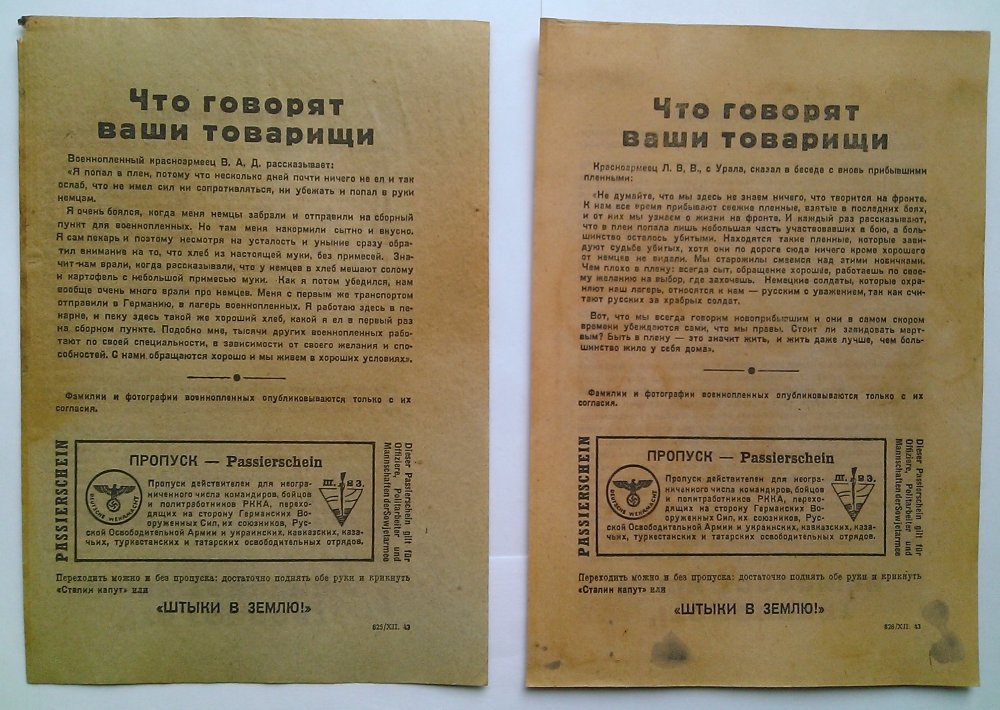 Что говорят
ваши товарищи
Военнопленный красноармеец В. А. Д. рассказывает:
«Я попал в плен, потому что несколько дней почти ничего не ел и так
ослаб, что не имел сил ни сопротивляться, ни убежать и попал в руки
немцам.
Я очень боялся, когда меня немцы забрали и отправили на сборный
пункт для военнопленных. Но там меня накормили сытно и вкусно.
Я сам пекарь и поэтому несмотря на усталость и уныние сразу обра-
тил внимание на то, что хлеб из настоящей муки, без примесей. Зна-
чит нам врали, когда рассказывали, что у немцев в хлеб мешают солому
и картофель с небольшой примесью муки. Как я потом убедился, нам
вообще очень много врали про немцев. Меня с первым же транспортом
отправили в Германию, в лагерь военнопленных. Я работаю здесь в пе-
карне, и пеку здесь такой же хороший хлеб, какой я ел в первый раз
на сборном пункте. Подобно мне, тысячи других военнопленных рабо-
тают по своей специальности, в зависимости от своего желания и спо-
собностей. С нами обращаются хорошо и мы живем в хороших условиях».
Фамилии и фотографии военнопленных опубликовываются только с их
согласия.
PASSIERSCHEIN
ПРОПУСК — Passierschein
DEUTSCHE WEHRMACHT
Пропуск действителен для неогра-
ниченного числа командиров, бойцов
и политработников РККА, перехо-
дящих на сторону Германских Во-
оруженных Сил, их союзников, Рус-
ской Освободительной Армии и украинских, кавказских, каза-
чьих, туркестанских и татарских освободительных отрядов.
Dieser Passierschein gilt für
Offiziere, Politarbeiter und
Mannschaften der Sowjetarmee
Переходить можно и без пропуска: достаточно поднять обе руки и крикнуть
«Сталин капут» или
«ШТЫКИ В ЗЕМЛЮ!»
825/XII. 43
Что говорят
ваши товарищи
Красноармеец Л. В. В., с Урала, сказал в беседе с вновь прибывшими
пленными:
«Не думайте, что мы здесь не знаем ничего, что творится на фронте.
К нам все время прибывают свежие пленные, взятые в последних боях,
и от них мы узнаем о жизни на фронте. И каждый раз рассказывают,
что в плен попала лишь небольшая часть участвовавших в бою, а боль-
шинство осталось убитыми. Находятся такие пленные, которые зави-
дуют судьбе убитых, хотя они по дороге сюда ничего кроме хорошего
от немцев не видали. Мы старожилы смеемся над этими новичками.
Чем плохо в плену: всегда сыт, обращение хорошее, работаешь по свое-
му желанию на выбор, где захочешь. Немецкие солдаты, которые охра-
няют наш лагерь, относятся к нам — русским с уважением, так как счи-
тают русских за храбрых солдат.
Вот, что мы всегда говорим новоприбывшим и они в самом скором
времени убеждаются сами, что мы правы. Стоит ли завидовать мерт-
вым? Быть в плену — это значит жить, и жить даже лучше, чем боль-
шинство жило у себя дома».
Фамилии и фотографии военнопленных опубликовываются только с их
согласия.
PASSIERSCHEIN
ПРОПУСК — Passierschein
DEUTSCHE WEHRMACHT
Пропуск действителен для неогра-
ниченного числа командиров, бойцов
и политработников РККА, перехо-
дящих на сторону Германских Во-
оруженных Сил, их союзников, Рус-
ской Освободительной Армии и украинских, кавказских, каза-
чьих, туркестанских и татарских освободительных отрядов.
Dieser Passierschein gilt für
Offiziere, Politarbeiter und
Mannschaften der Sowjetarmee
Переходить можно и без пропуска: достаточно поднять обе руки и крикнуть
«Сталин капут» или
«ШТЫКИ В ЗЕМЛЮ!»
826/XII. 43